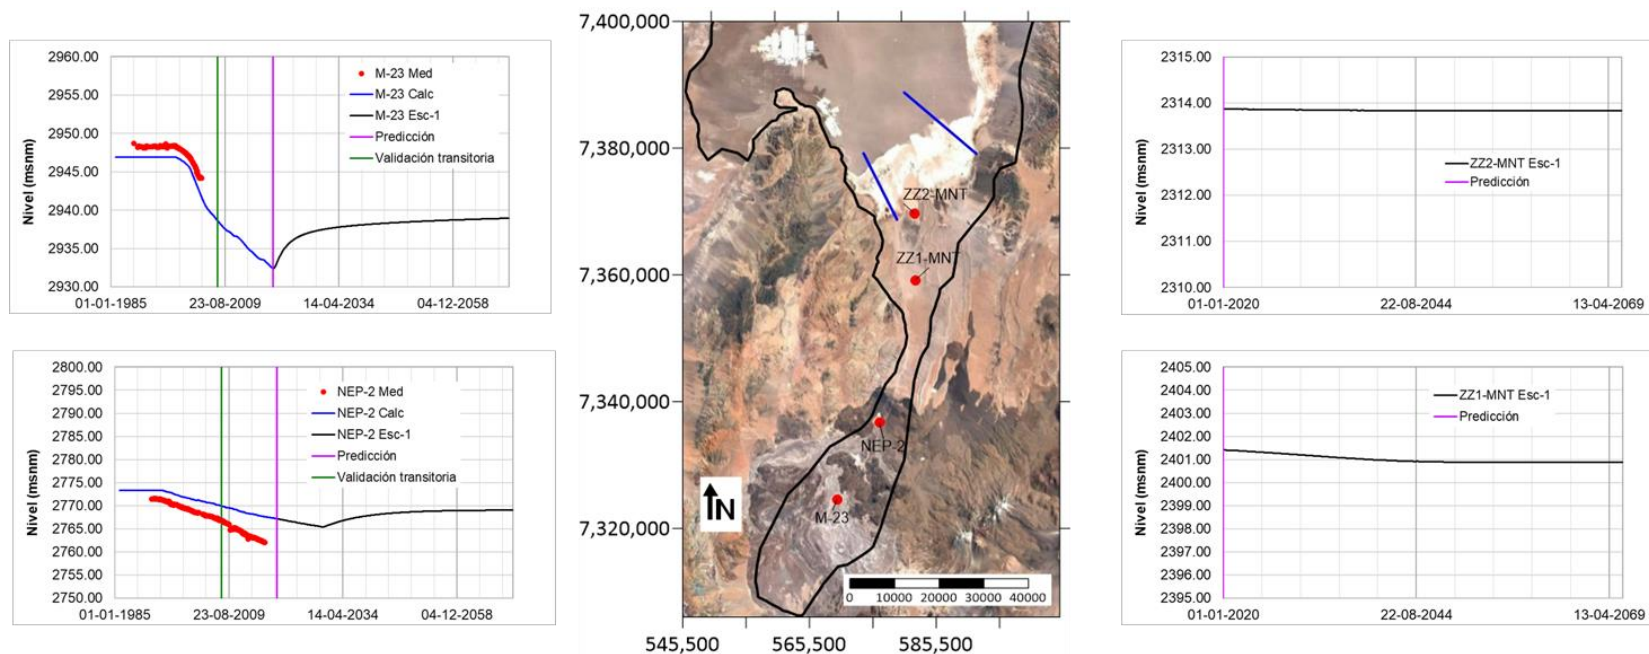 2960.00
2955.00
2950.00
2945.00
2940.00
2935.00
2930.00
Nivel (msnm)
01-01-1985 23-08-2009 14-04-2034 04-12-2058
M-23 Med
M-23 Calc
M-23 Esc-1
Predicción
Validación transitoria
2800.00
2795.00
2790.00
2785.00
2780.00
2775.00
2770.00
2765.00
2760.00
2755.00
2750.00
Nivel (msnm)
01-01-1985 23-08-2009 14-04-2034 04-12-2058
NEP-2 Med
NEP-2 Calc
NEP-2 Esc-1
Predicción
Validación transitoria
7,400,000
7,380,000
7,360,000
7,340,000
7,320,000
545,500 565,500 585,500
ZZ2-MNT
ZZ1-MNT
NEP-2
M-23
N
0 10000 20000 30000 40000
2315.00
2314.00
2313.00
2312.00
2311.00
2310.00
Nivel (msnm)
01-01-2020 22-08-2044 13-04-2069
ZZ2-MNT Esc-1
Predicción
2405.00
2404.00
2403.00
2402.00
2401.00
2400.00
2399.00
2398.00
2397.00
2396.00
2395.00
Nivel (msnm)
01-01-2020 22-08-2044 13-04-2069
ZZ1-MNT Esc-1
Predicción